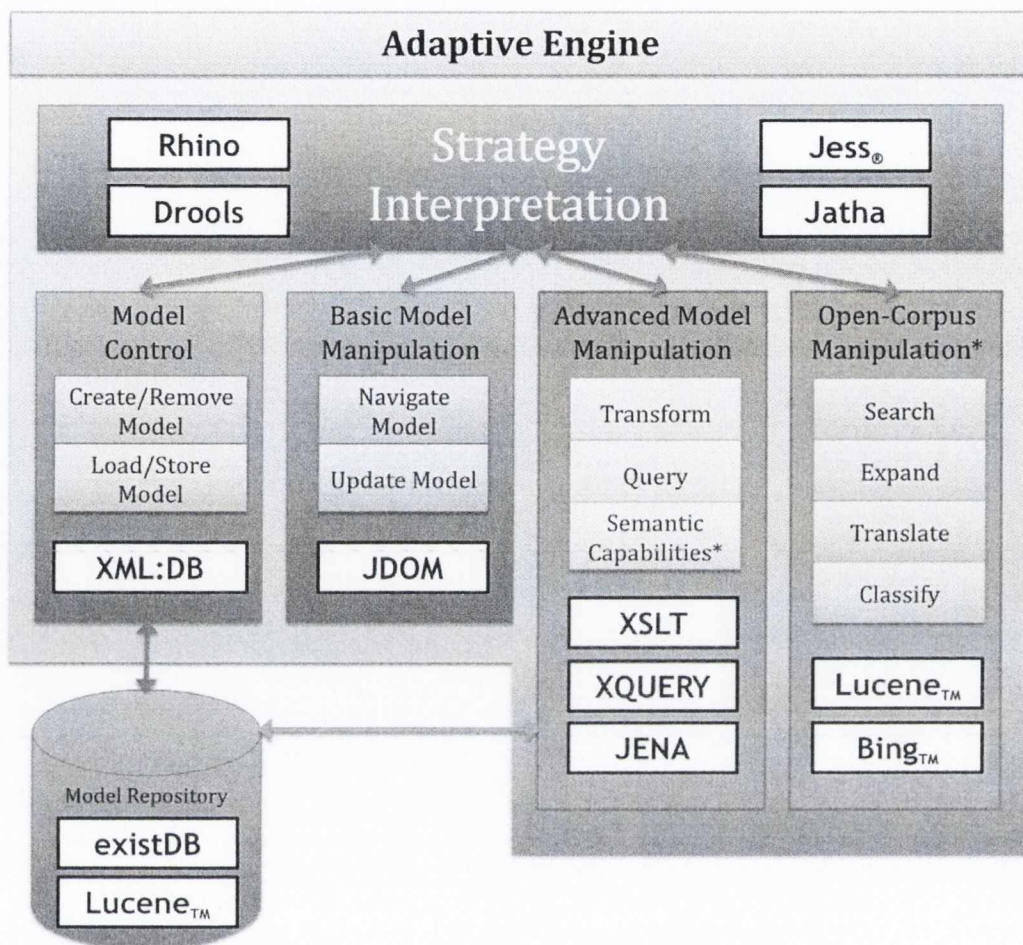 Adaptive Engine
Rhino
Drools
Strategy
Interpretation
Jess®
Jatha
Model
Control
Create/Remove
Model
Load/Store
Model
XML:DB
Basic Model
Manipulation
Navigate
Model
Update Model
JDOM
Advanced Model
Manipulation
Transform
Query
Semantic
Capabilities*
XSLT
XQUERY
JENA
Open-Corpus
Manipulation*
Search
Expand
Translate
Classify
Lucene™
Bing™
Model Repository
existDB
Lucene™